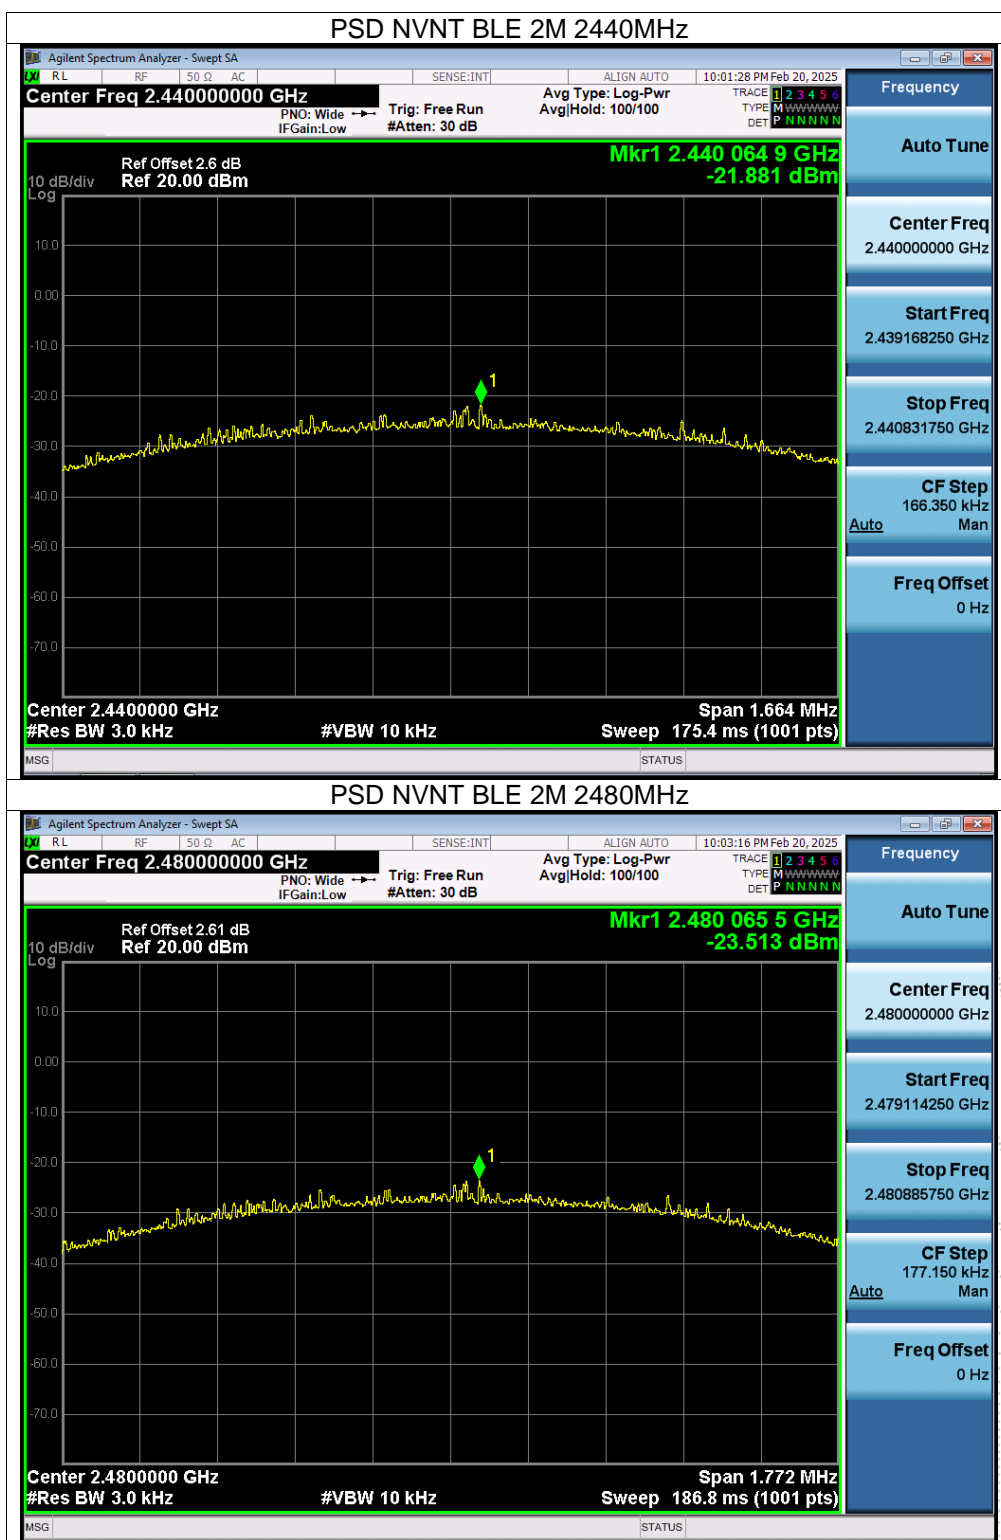 PSD NVNT BLE 2M 2440MHz
Agilent Spectrum Analyzer - Swept SA
LXI RL RF 50 Ω AC SENSE:INT ALIGN AUTO 10:01:28 PM Feb 20, 2025
Center Freq 2.440000000 GHz
PNO: Wide
IFGain:Low
Trig: Free Run
#Atten: 30 dB
Avg Type: Log-Pwr
Avg|Hold: 100/100
TRACE 1 2 3 4 5 6
TYPE M WWWWW
DET P N N N N N
Frequency
Mkr1 2.440 064 9 GHz
-21.881 dBm
Ref Offset 2.6 dB
10 dB/div Ref 20.00 dBm
Log
10.0
0.00
-10.0
-20.0
-30.0
-40.0
-50.0
-60.0
-70.0
1
Center 2.4400000 GHz Span 1.664 MHz
#Res BW 3.0 kHz #VBW 10 kHz Sweep 175.4 ms (1001 pts)
Auto Tune
Center Freq
2.440000000 GHz
Start Freq
2.439168250 GHz
Stop Freq
2.440831750 GHz
CF Step
166.350 kHz
Auto Man
Freq Offset
0 Hz
MSG STATUS
PSD NVNT BLE 2M 2480MHz
Agilent Spectrum Analyzer - Swept SA
LXI RL RF 50 Ω AC SENSE:INT ALIGN AUTO 10:03:16 PM Feb 20, 2025
Center Freq 2.480000000 GHz
PNO: Wide
IFGain:Low
Trig: Free Run
#Atten: 30 dB
Avg Type: Log-Pwr
Avg|Hold: 100/100
TRACE 1 2 3 4 5 6
TYPE M WWWWW
DET P N N N N N
Frequency
Mkr1 2.480 065 5 GHz
-23.513 dBm
Ref Offset 2.61 dB
10 dB/div Ref 20.00 dBm
Log
10.0
0.00
-10.0
-20.0
-30.0
-40.0
-50.0
-60.0
-70.0
1
Center 2.4800000 GHz Span 1.772 MHz
#Res BW 3.0 kHz #VBW 10 kHz Sweep 186.8 ms (1001 pts)
Auto Tune
Center Freq
2.480000000 GHz
Start Freq
2.479114250 GHz
Stop Freq
2.480885750 GHz
CF Step
177.150 kHz
Auto Man
Freq Offset
0 Hz
MSG STATUS